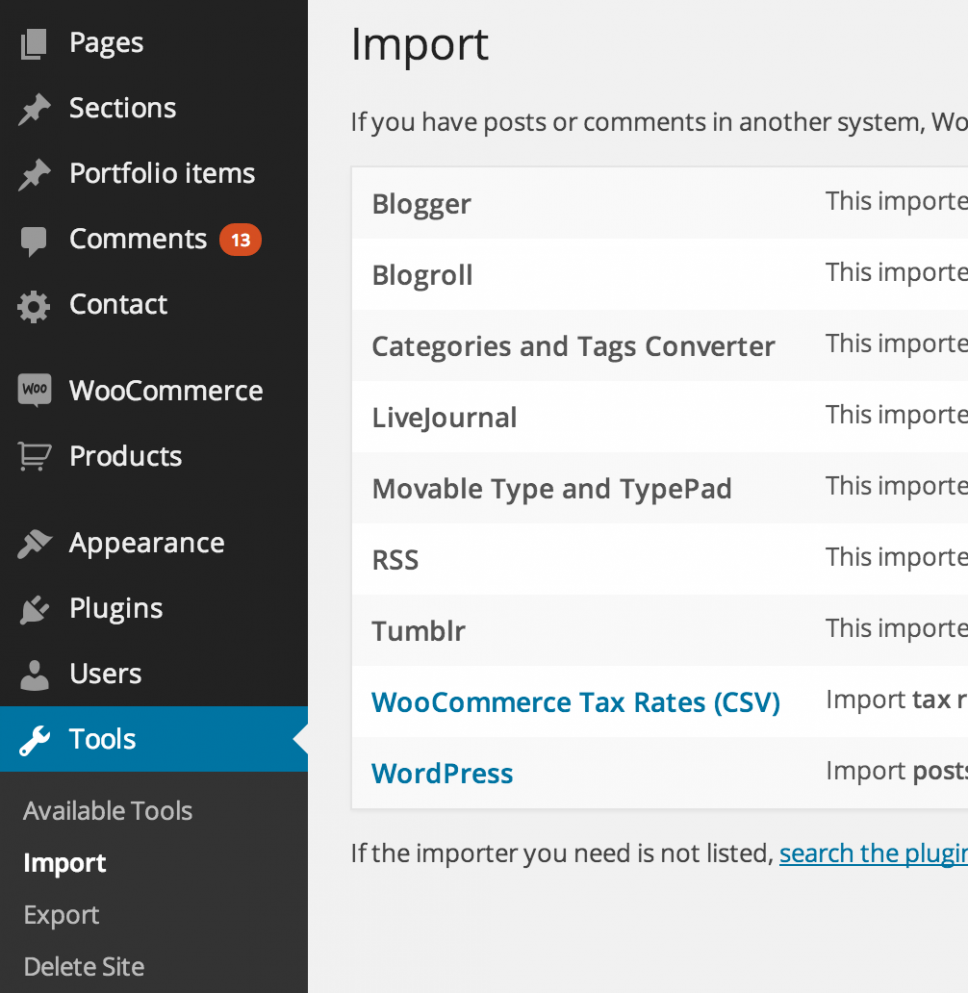 Pages
Sections
Portfolio items
Comments 13
Contact
Woo WooCommerce
Products
Appearance
Plugins
Users
Tools
Available Tools
Import
Export
Delete Site
Import
If you have posts or comments in another system, Wo
Blogger This importe
Blogroll This importe
Categories and Tags Converter This importe
LiveJournal This importe
Movable Type and TypePad This importe
RSS This importe
Tumblr This importe
WooCommerce Tax Rates (CSV) Import tax r
WordPress Import posts
If the importer you need is not listed, search the plugin